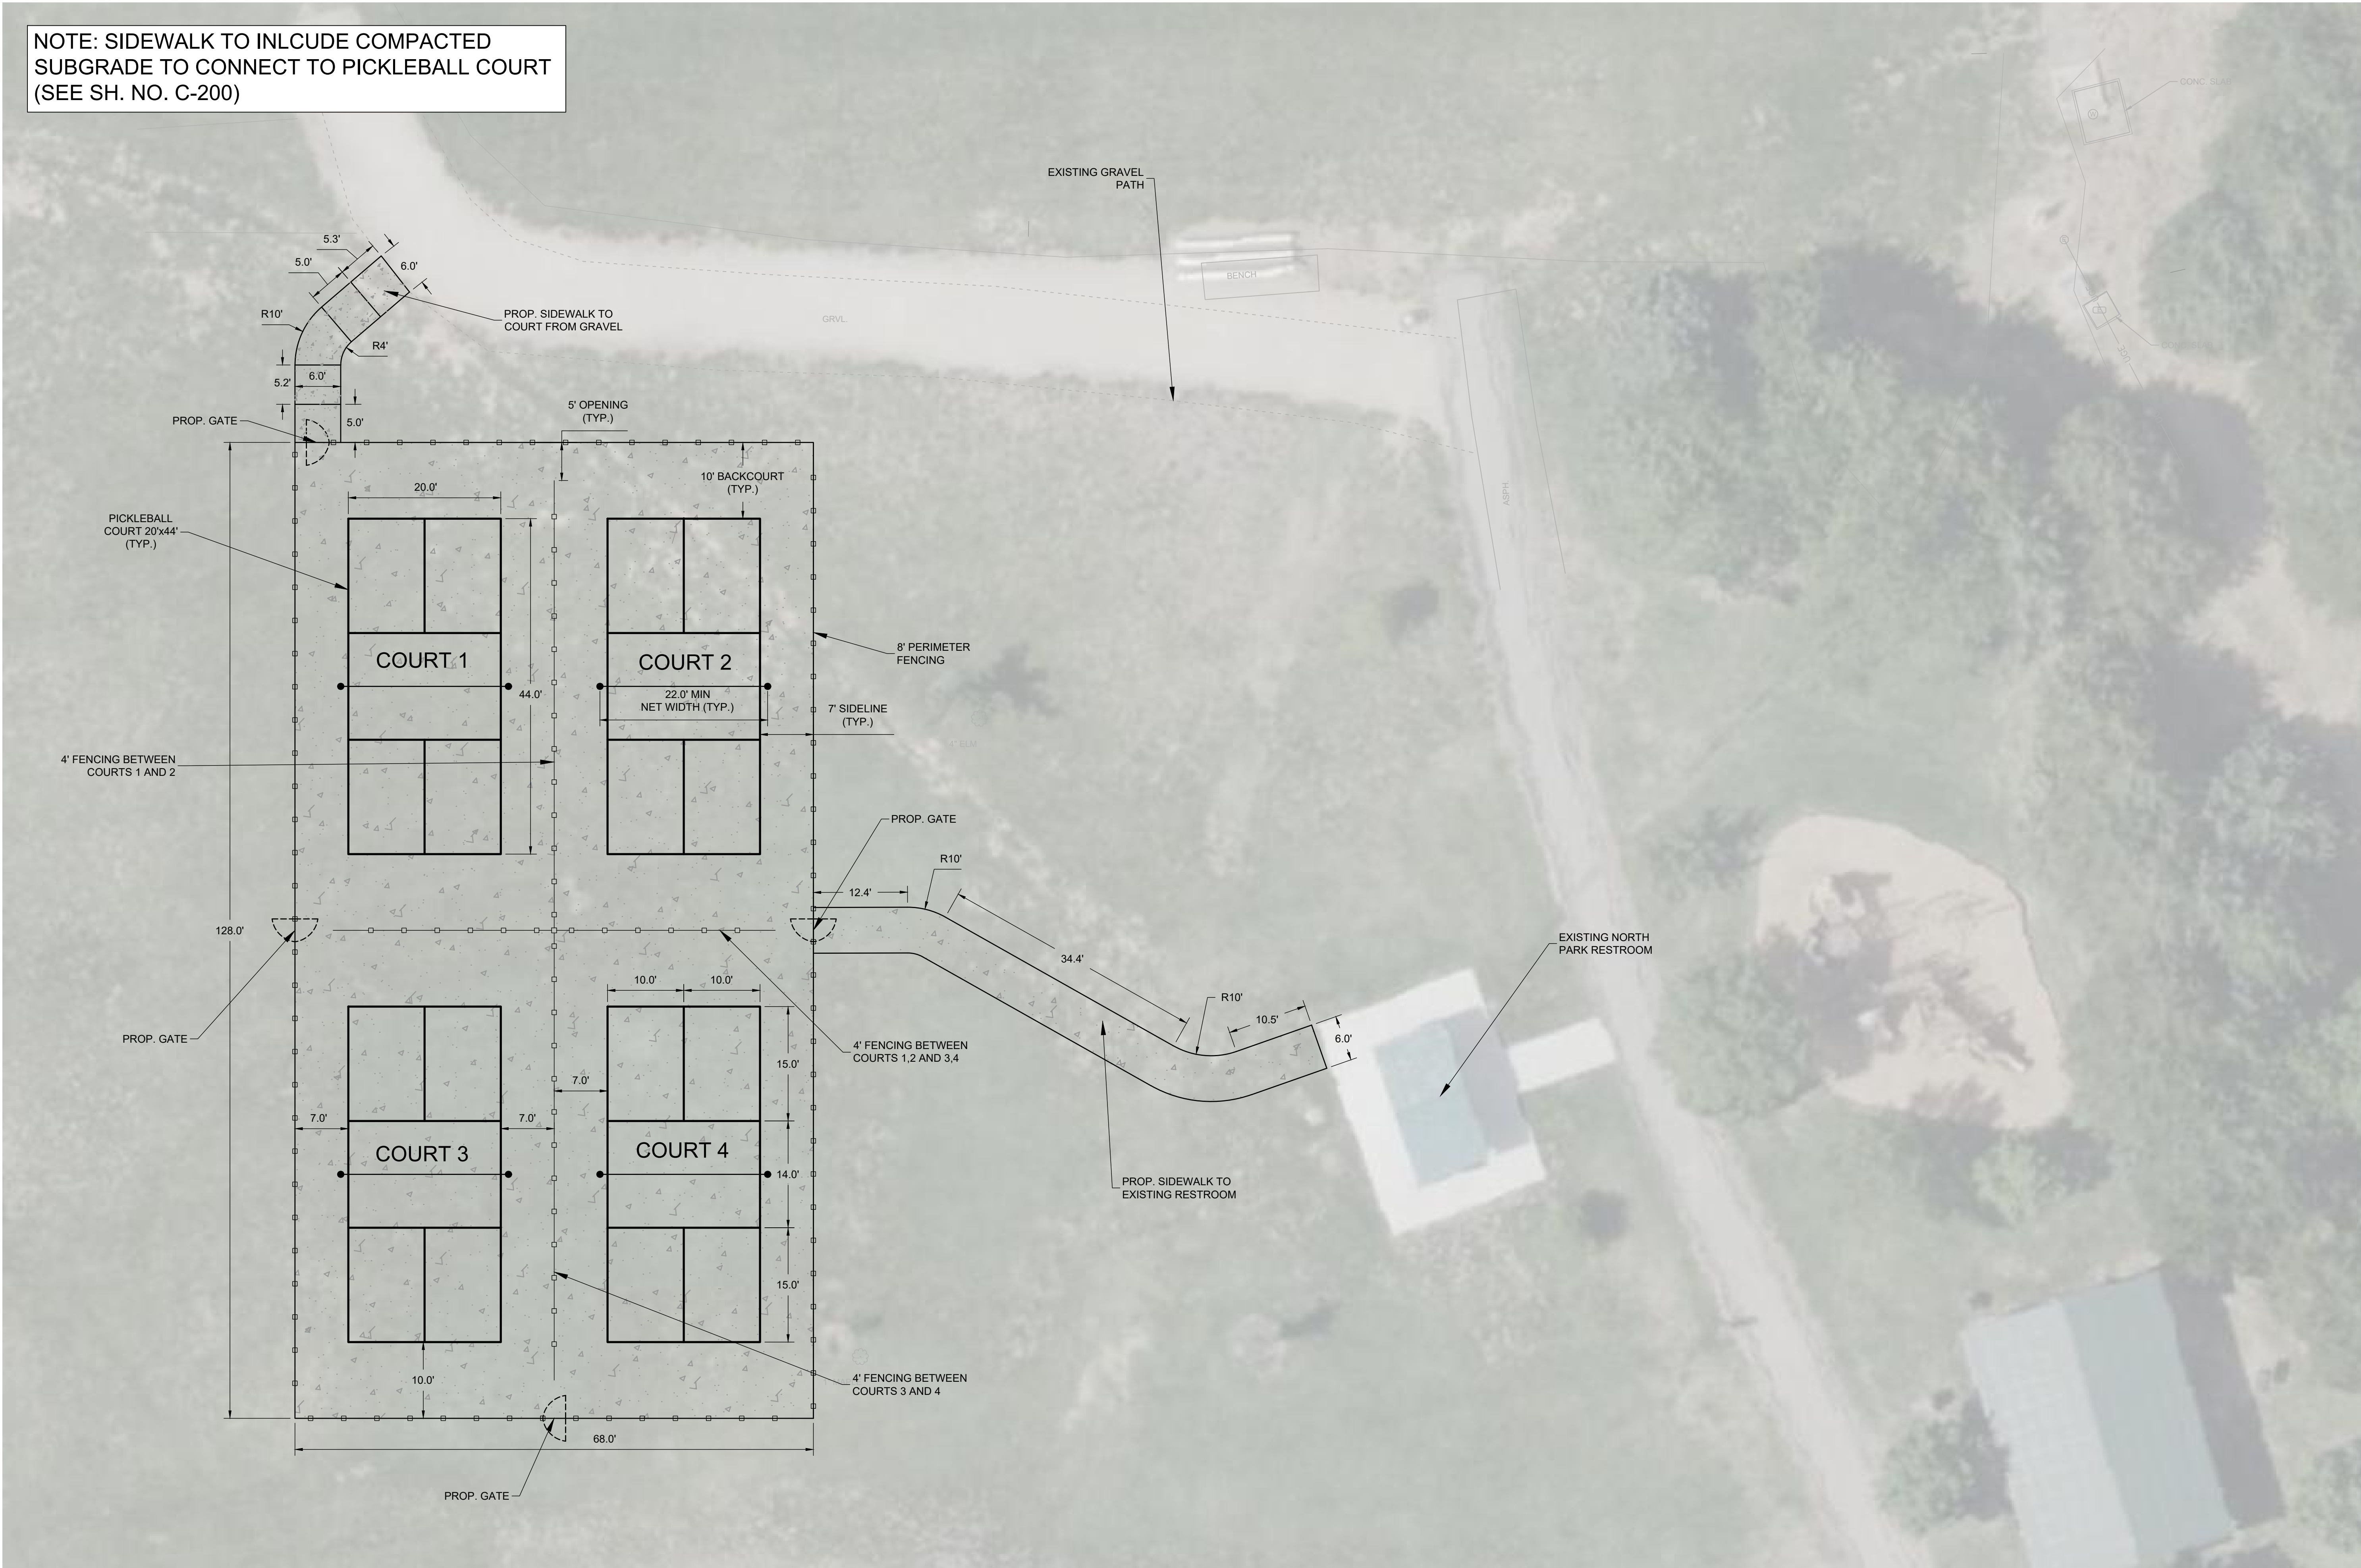 NOTE: SIDEWALK TO INLCUDE COMPACTED
SUBGRADE TO CONNECT TO PICKLEBALL COURT
(SEE SH. NO. C-200)
CONC. SLAB
EXISTING GRAVEL
PATH
5.3'
5.0'
6.0'
BENCH
R10'
PROP. SIDEWALK TO
COURT FROM GRAVEL
GRVL.
R4'
320
5.2'
6.0'
5.0'
PROP. GATE
5' OPENING
(TYP.)
10' BACKCOURT
(TYP.)
20.0'
ASPH.
PICKLEBALL
COURT 20'x44'
(TYP.)
8' PERIMETER
FENCING
COURT 1
COURT 2
44.0'
22.0' MIN
NET WIDTH (TYP.)
7' SIDELINE
(TYP.)
4' FENCING BETWEEN
COURTS 1 AND 2
PROP. GATE
R10'
12.4'
128.0'
34.4'
EXISTING NORTH
PARK RESTROOM
10.0'
10.0'
R10'
10.5'
6.0'
PROP. GATE
4' FENCING BETWEEN
COURTS 1,2 AND 3,4
15.0'
7.0'
7.0'
7.0'
COURT 3
COURT 4
14.0'
PROP. SIDEWALK TO
EXISTING RESTROOM
15.0'
10.0'
4' FENCING BETWEEN
COURTS 3 AND 4
68.0'
PROP. GATE